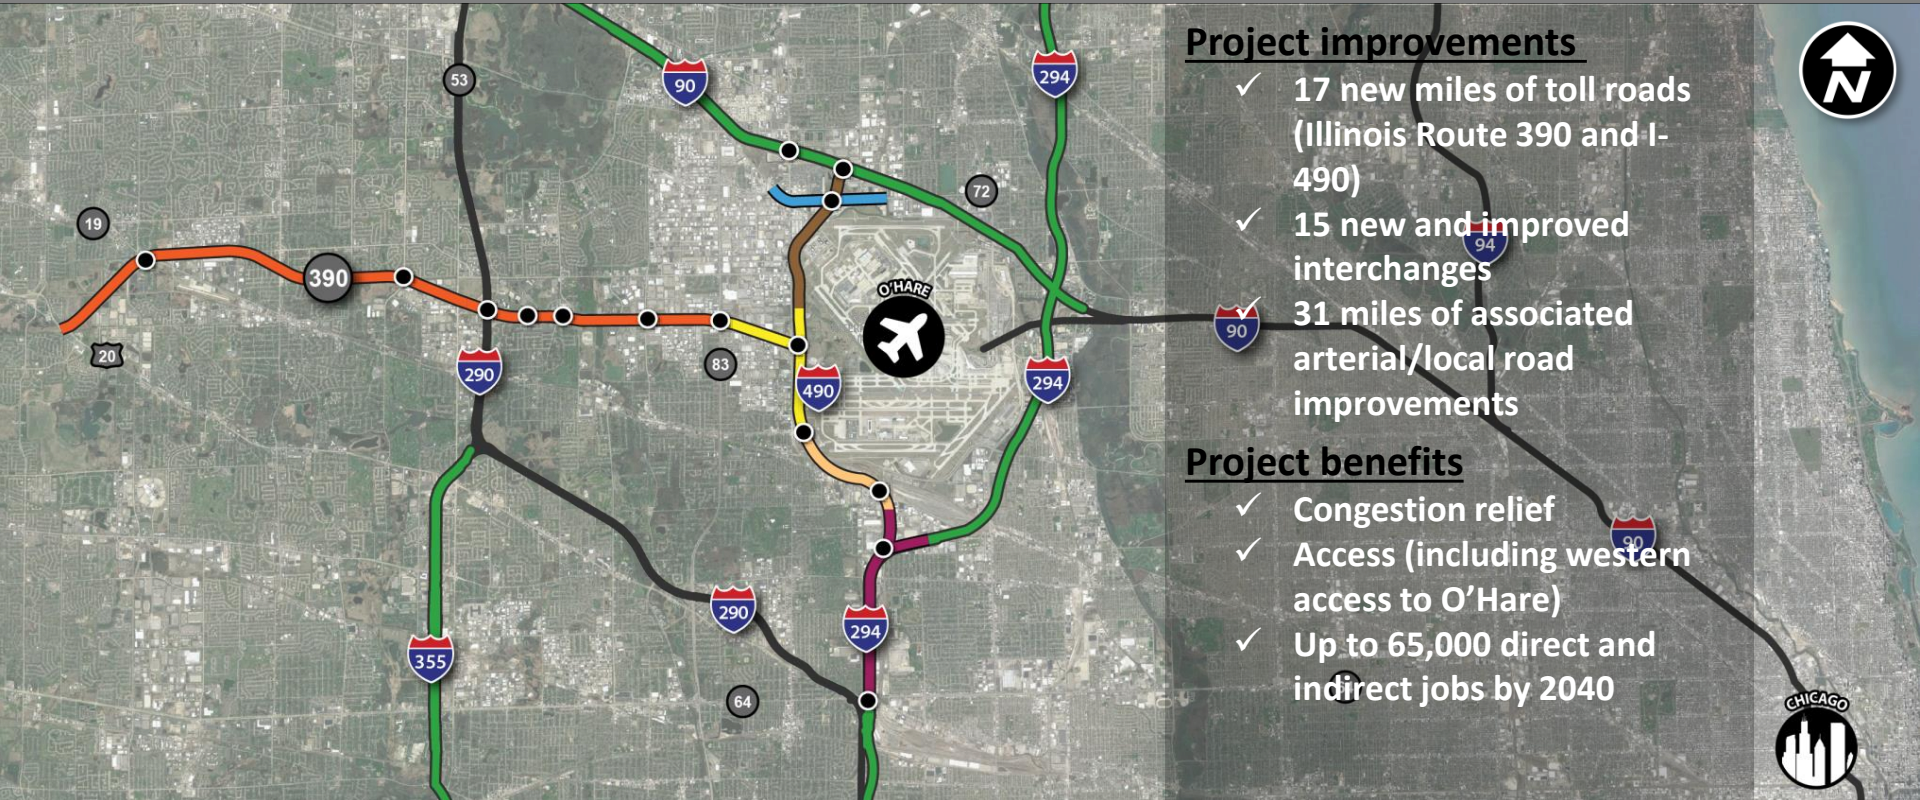 Project improvements
✓ 17 new miles of toll roads
(Illinois Route 390 and I-
490)
✓ 15 new and improved
interchanges
✓ 31 miles of associated
arterial/local road
improvements
Project benefits
✓ Congestion relief
✓ Access (including western
access to O’Hare)
✓ Up to 65,000 direct and
indirect jobs by 2040
N
53
90
294
72
19
390
94
O'HARE
90
20
83
290
490
294
90
290
294
355
64
CHICAGO